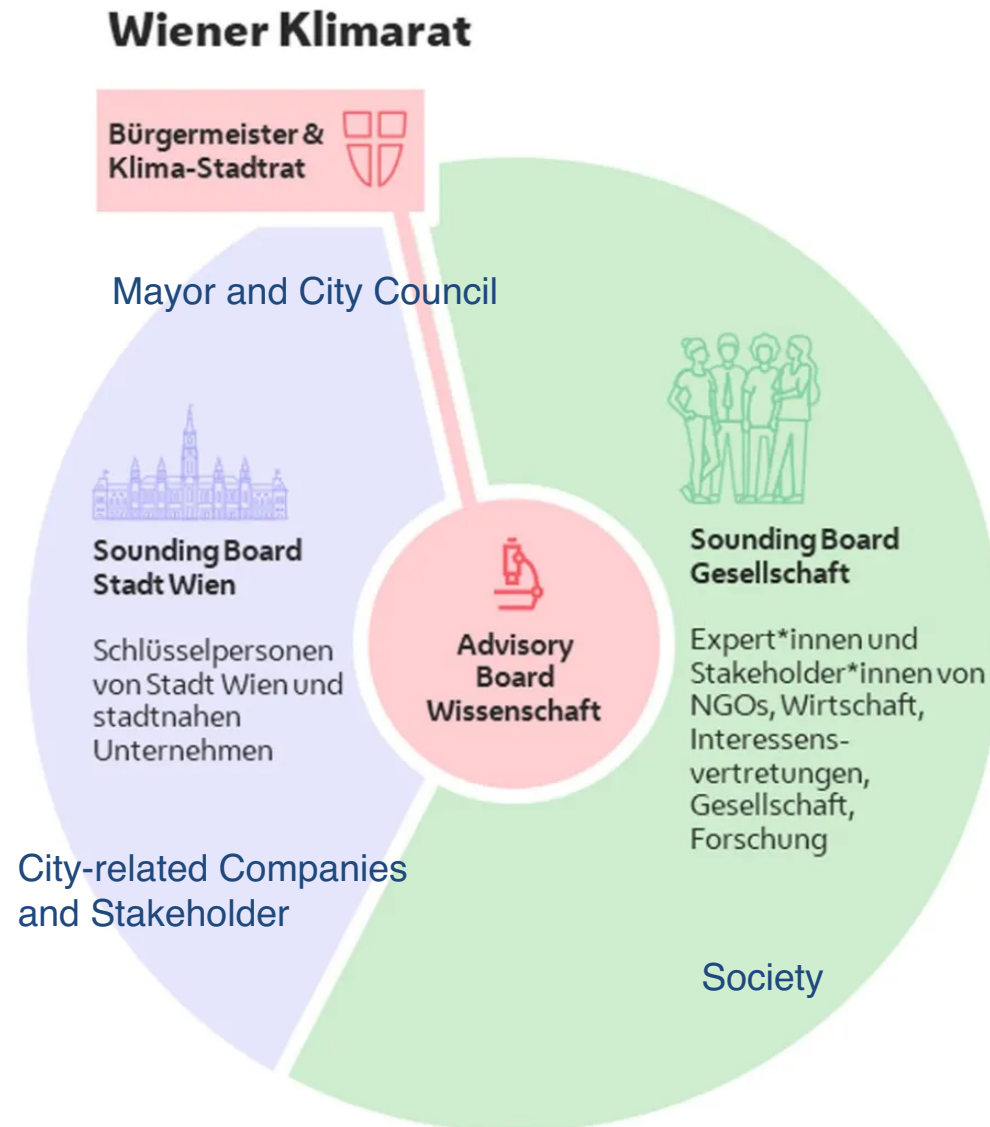 Wiener Klimarat
Bürgermeister &
Klima-Stadtrat
Mayor and City Council
Sounding Board
Stadt Wien
Schlüsselpersonen
von Stadt Wien und
stadtnahen
Unternehmen
City-related Companies
and Stakeholder
Advisory
Board
Wissenschaft
Sounding Board
Gesellschaft
Expert*innen und
Stakeholder*innen von
NGOs, Wirtschaft,
Interessens-
vertretungen,
Gesellschaft,
Forschung
Society